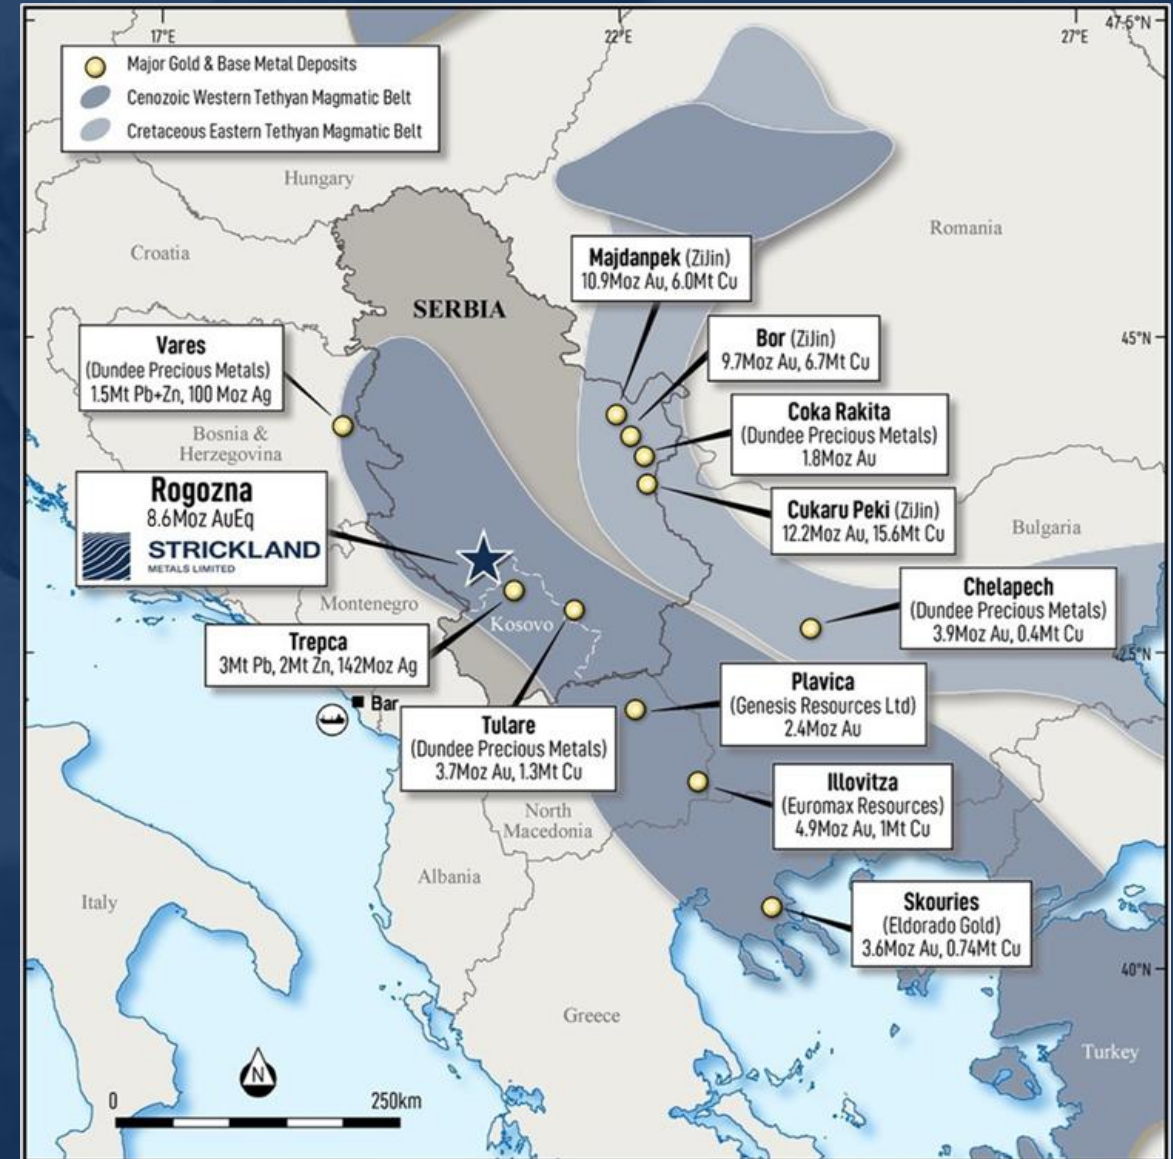 17°E
22°E
27°E
47.5°N
Major Gold & Base Metal Deposits
Cenozoic Western Tethyan Magmatic Belt
Cretaceous Eastern Tethyan Magmatic Belt
Hungary
Croatia
Romania
SERBIA
Majdanpek (ZiJin)
10.9Moz Au, 6.0Mt Cu
45°N
Vares
(Dundee Precious Metals)
1.5Mt Pb+Zn, 100 Moz Ag
Bor (ZiJin)
9.7Moz Au, 6.7Mt Cu
Coka Rakita
(Dundee Precious Metals)
1.8Moz Au
Bosnia &
Herzegovina
Rogozna
8.6Moz AuEq
STRICKLAND
METALS LIMITED
Cukaru Peki (ZiJin)
12.2Moz Au, 15.6Mt Cu
Bulgaria
Chelapech
(Dundee Precious Metals)
3.9Moz Au, 0.4Mt Cu
Montenegro
Kosovo
Trepca
3Mt Pb, 2Mt Zn, 142Moz Ag
42.5°N
Plavica
(Genesis Resources Ltd)
2.4Moz Au
Bar
Tulare
(Dundee Precious Metals)
3.7Moz Au, 1.3Mt Cu
Illovitza
(Euromax Resources)
4.9Moz Au, 1Mt Cu
North
Macedonia
Albania
Italy
Skouries
(Eldorado Gold)
3.6Moz Au, 0.74Mt Cu
40°N
Greece
Turkey
N
0
250km